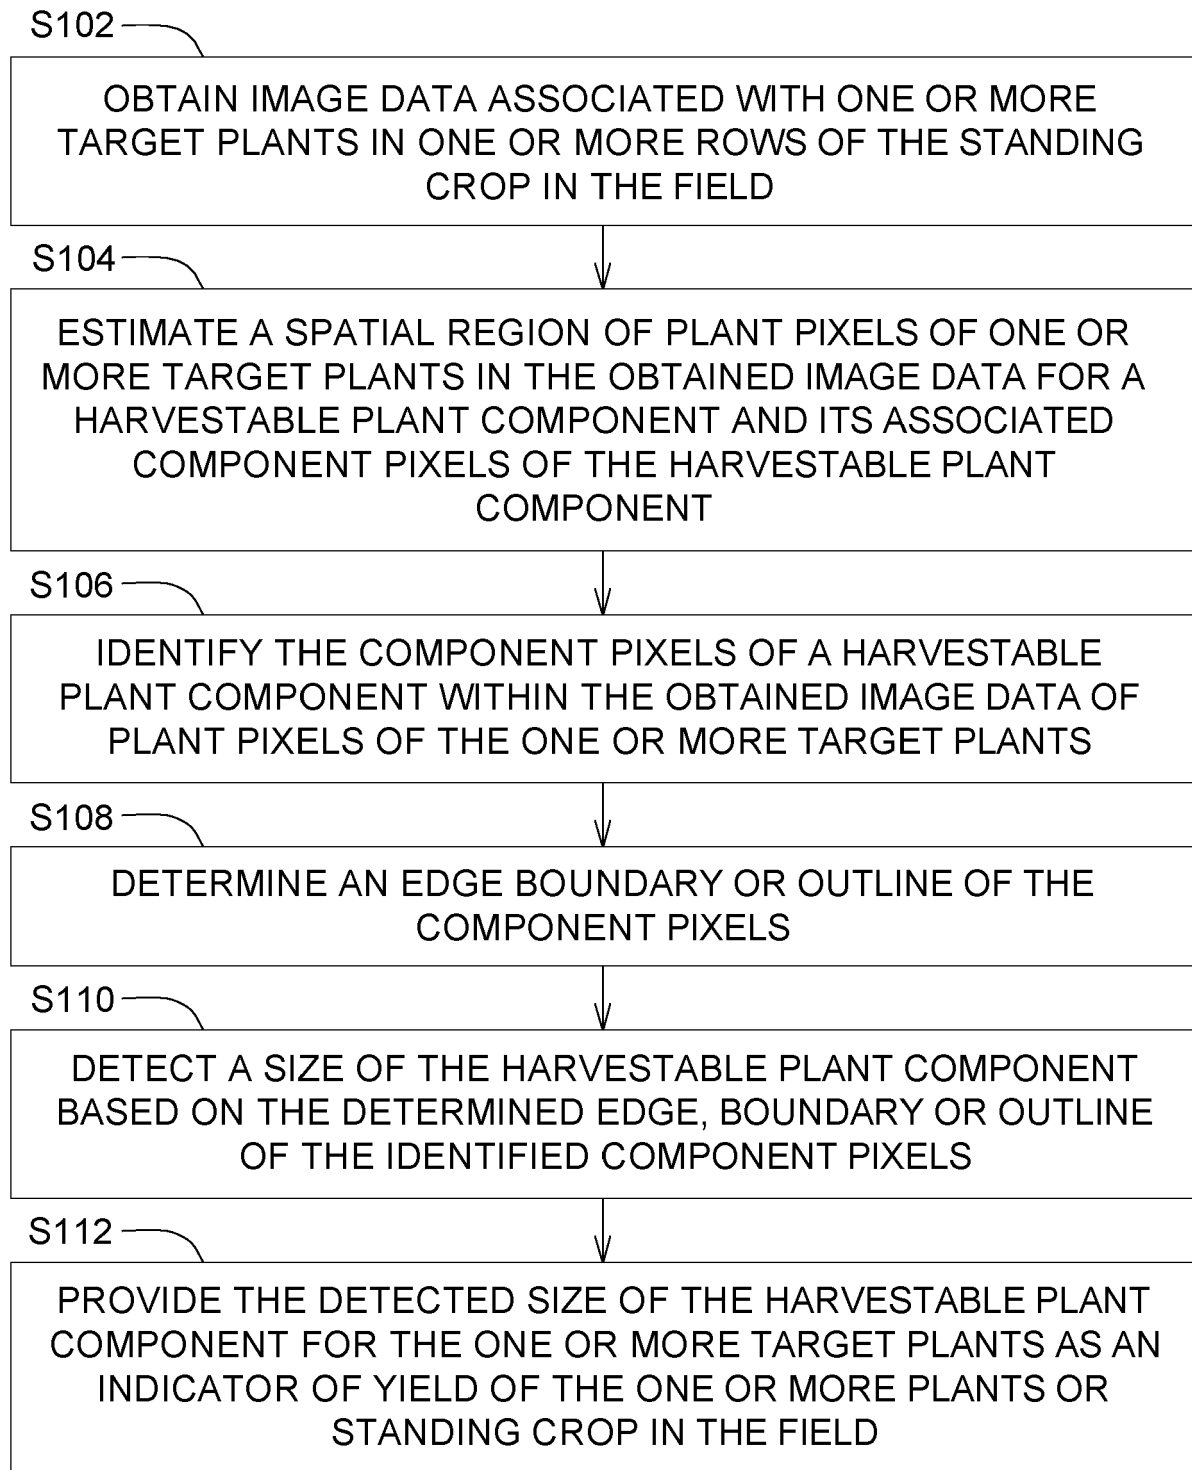 S102
OBTAIN IMAGE DATA ASSOCIATED WITH ONE OR MORE
TARGET PLANTS IN ONE OR MORE ROWS OF THE STANDING
CROP IN THE FIELD
S104
ESTIMATE A SPATIAL REGION OF PLANT PIXELS OF ONE OR
MORE TARGET PLANTS IN THE OBTAINED IMAGE DATA FOR A
HARVESTABLE PLANT COMPONENT AND ITS ASSOCIATED
COMPONENT PIXELS OF THE HARVESTABLE PLANT
COMPONENT
S106
IDENTIFY THE COMPONENT PIXELS OF A HARVESTABLE
PLANT COMPONENT WITHIN THE OBTAINED IMAGE DATA OF
PLANT PIXELS OF THE ONE OR MORE TARGET PLANTS
S108
DETERMINE AN EDGE BOUNDARY OR OUTLINE OF THE
COMPONENT PIXELS
S110
DETECT A SIZE OF THE HARVESTABLE PLANT COMPONENT
BASED ON THE DETERMINED EDGE, BOUNDARY OR OUTLINE
OF THE IDENTIFIED COMPONENT PIXELS
S112
PROVIDE THE DETECTED SIZE OF THE HARVESTABLE PLANT
COMPONENT FOR THE ONE OR MORE TARGET PLANTS AS AN
INDICATOR OF YIELD OF THE ONE OR MORE PLANTS OR
STANDING CROP IN THE FIELD